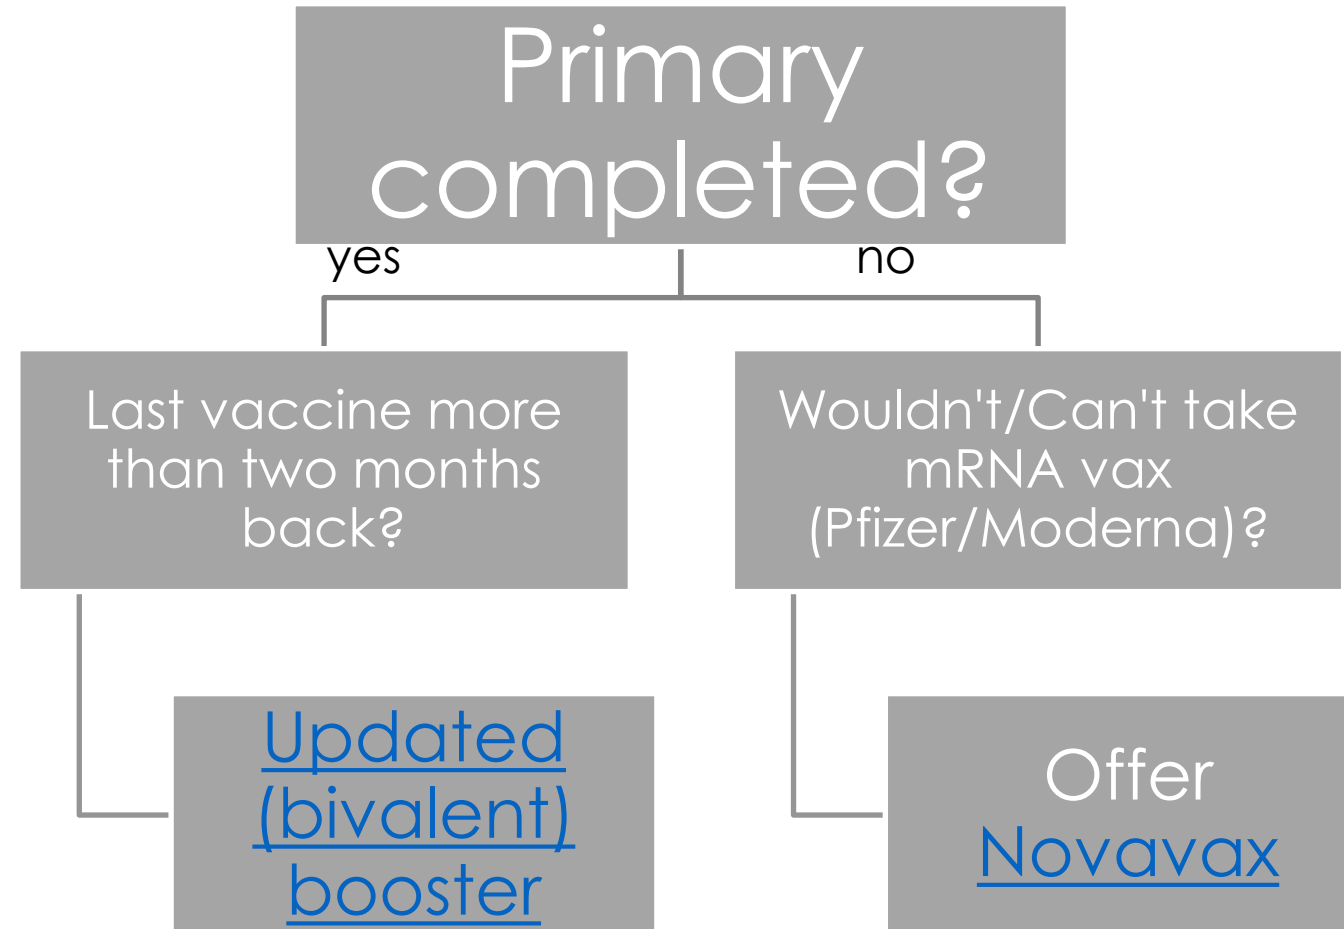 Primary
completed?
yes
no
Last vaccine more
than two months
back?
Wouldn't/Can't take
mRNA vax
(Pfizer/Moderna)?
Updated
(bivalent)
booster
Offer
Novavax